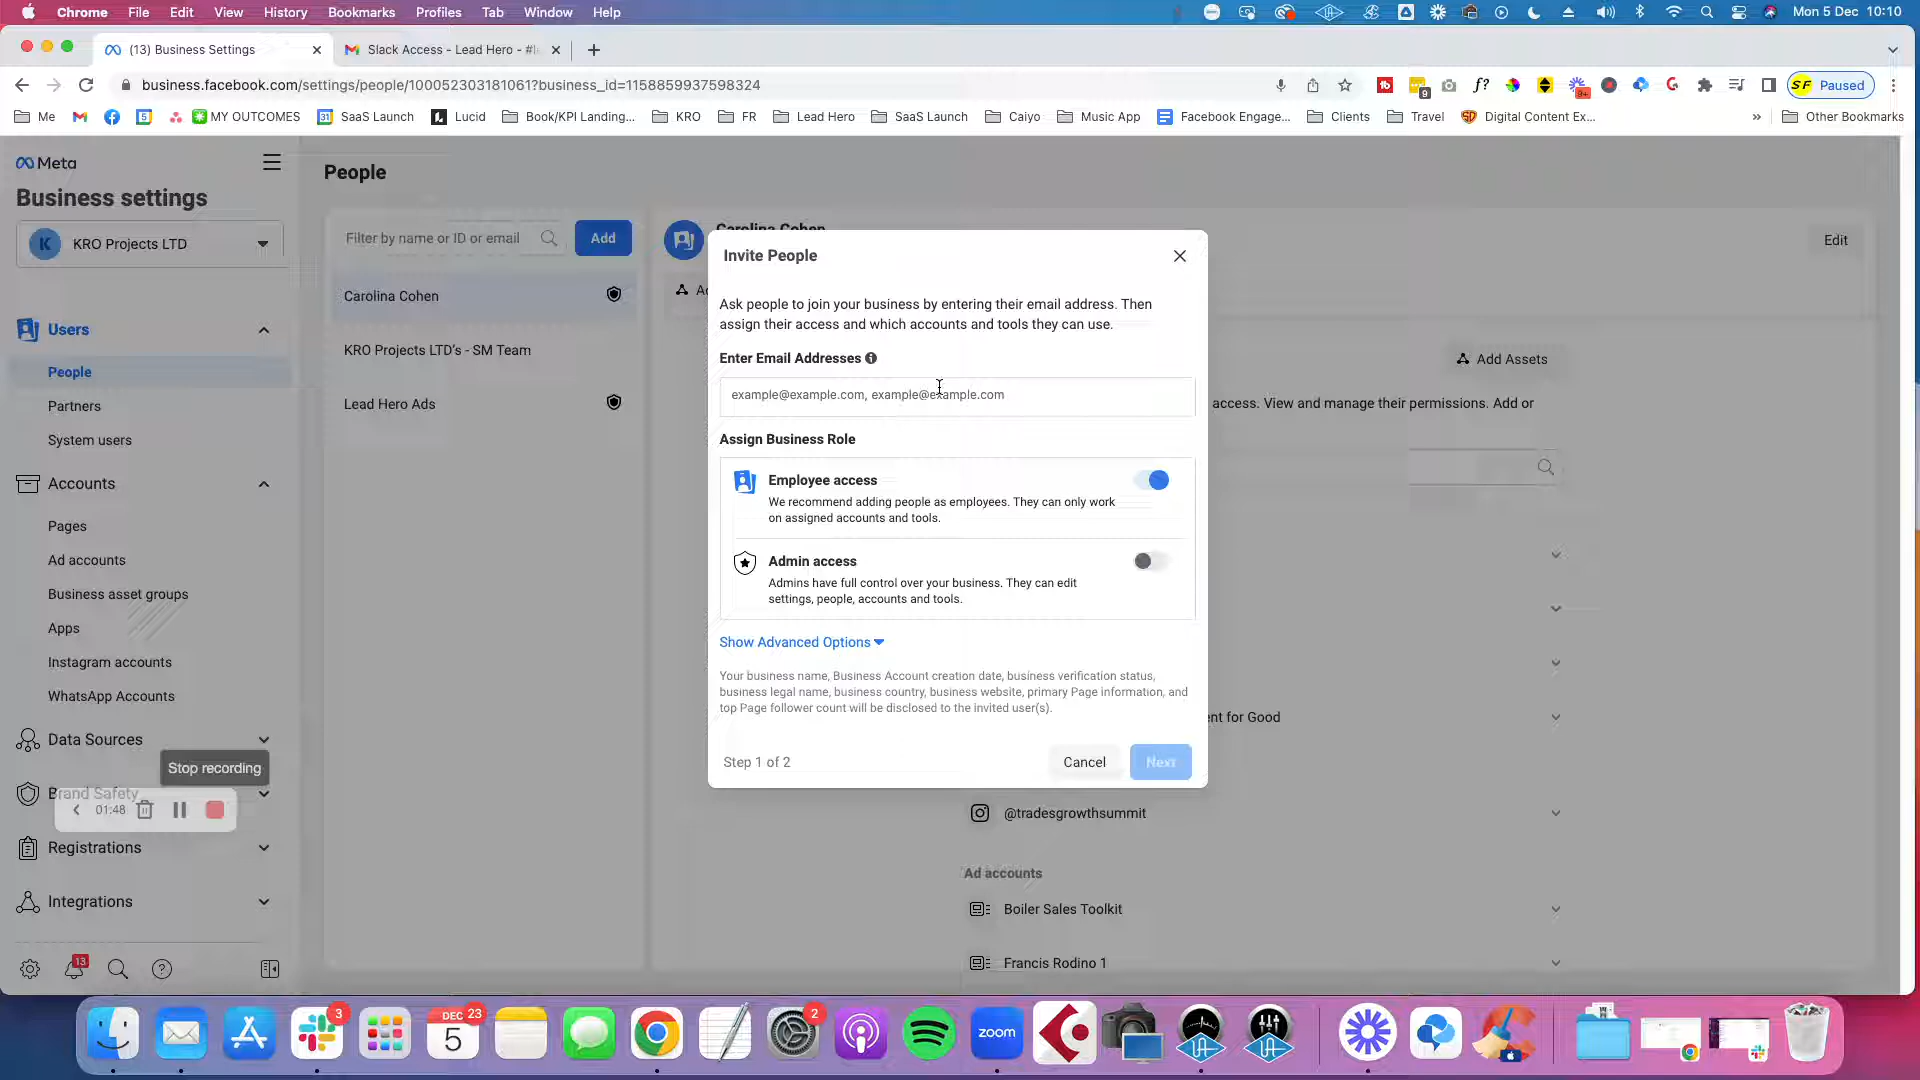 Chrome File Edit View History Bookmarks Profiles Tab Window Help Mon 5 Dec 10:10
(13) Business Settings
Slack Access - Lead Hero - #l
business.facebook.com/settings/people/100052303181061?business_id=1158859937598324
9
f?
9+
SF Paused
Me MY OUTCOMES SaaS Launch Lucid Book/KPI Landing... KRO FR Lead Hero SaaS Launch Caiyo Music App Facebook Engage... Clients Travel Digital Content Ex... » Other Bookmarks
Meta
Business settings
K KRO Projects LTD
Users
People
Partners
System users
Accounts
Pages
Ad accounts
Business asset groups
Apps
Instagram accounts
WhatsApp Accounts
Data Sources
Stop recording
Brand Safety
01:48
Registrations
Integrations
13
People
Filter by name or ID or email
Add
Carolina Cohen
KRO Projects LTD's - SM Team
Lead Hero Ads
Carolina Cohen
Edit
Add Assets
access. View and manage their permissions. Add or
ent for Good
@tradesgrowthsummit
Ad accounts
Boiler Sales Toolkit
Francis Rodino 1
Invite People
Ask people to join your business by entering their email address. Then
assign their access and which accounts and tools they can use.
Enter Email Addresses
example@example.com, example@example.com
Assign Business Role
Employee access
We recommend adding people as employees. They can only work
on assigned accounts and tools.
Admin access
Admins have full control over your business. They can edit
settings, people, accounts and tools.
Show Advanced Options
Your business name, Business Account creation date, business verification status,
business legal name, business country, business website, primary Page information, and
top Page follower count will be disclosed to the invited user(s).
Step 1 of 2
Cancel
Next
3
DEC 23
5
2
zoom